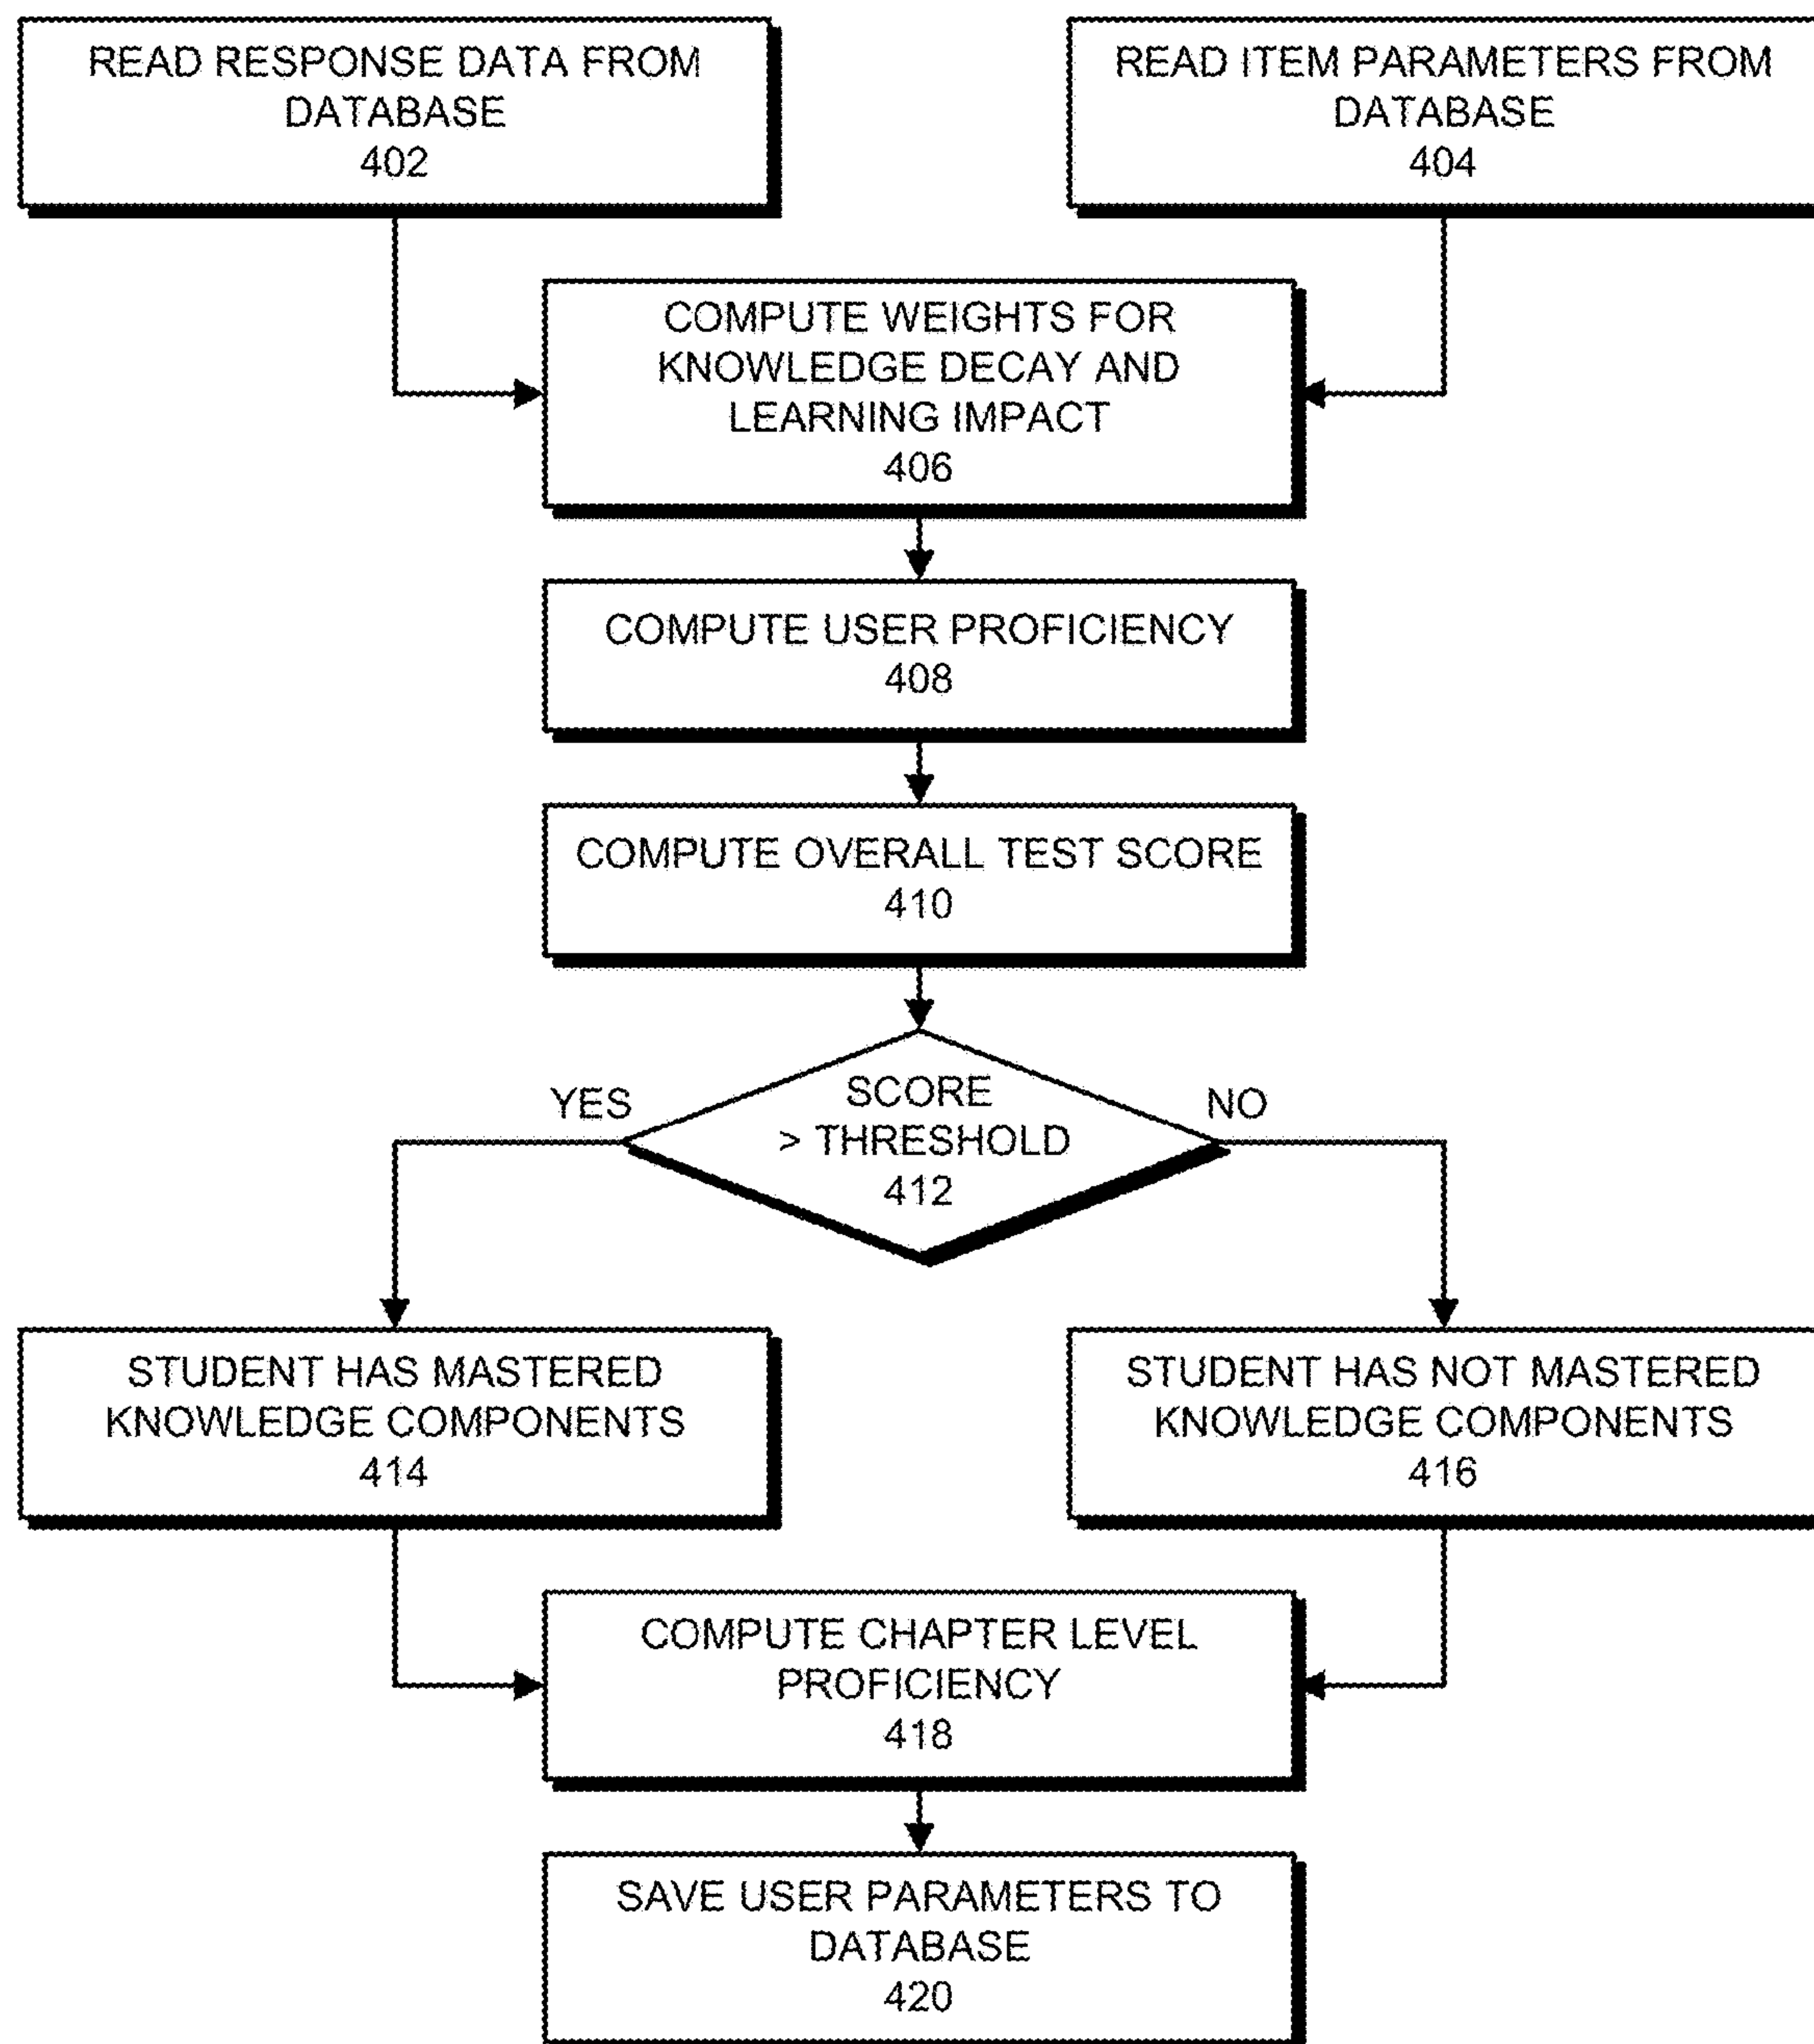 READ RESPONSE DATA FROM
DATABASE
402
READ ITEM PARAMETERS FROM
DATABASE
404
COMPUTE WEIGHTS FOR
KNOWLEDGE DECAY AND
LEARNING IMPACT
406
COMPUTE USER PROFICIENCY
408
COMPUTE OVERALL TEST SCORE
410
YES
SCORE
> THRESHOLD
412
NO
STUDENT HAS MASTERED
KNOWLEDGE COMPONENTS
414
STUDENT HAS NOT MASTERED
KNOWLEDGE COMPONENTS
416
COMPUTE CHAPTER LEVEL
PROFICIENCY
418
SAVE USER PARAMETERS TO
DATABASE
420